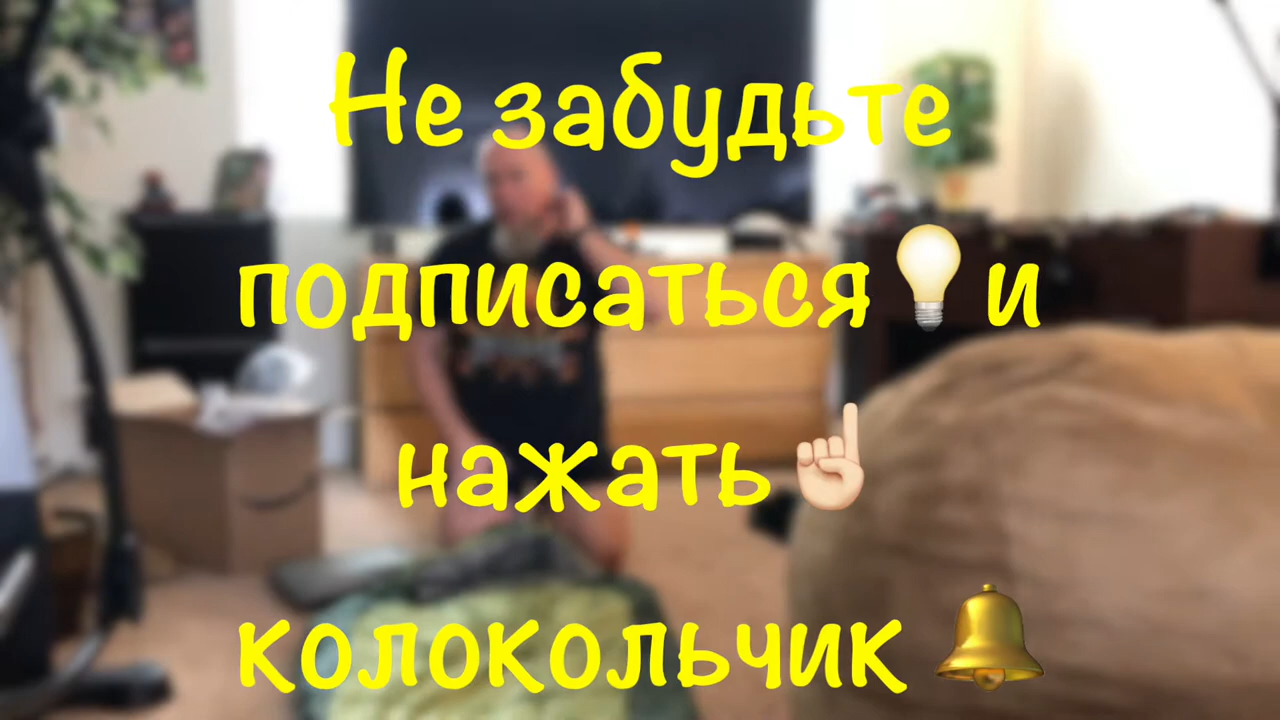 Не забудьте
подписаться💡и
нажать☝🏻
колокольчик🔔